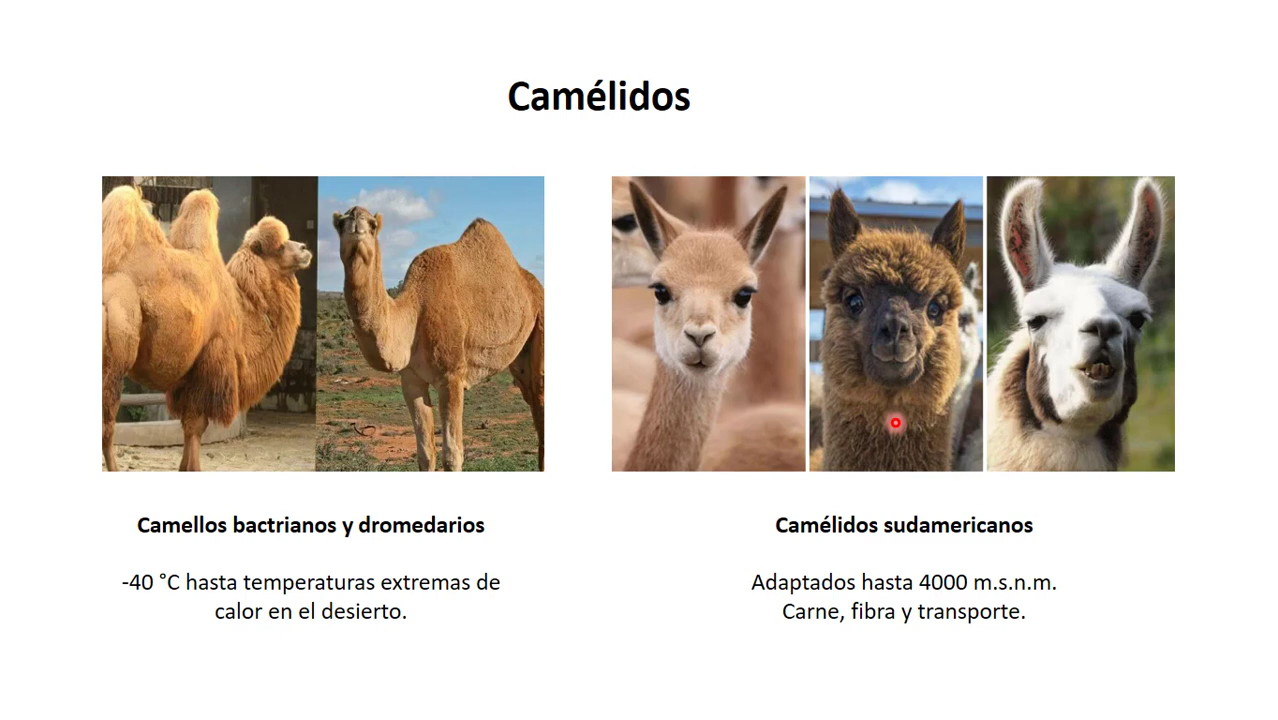 Camélidos
Camellos bactrianos y dromedarios
-40 °C hasta temperaturas extremas de
calor en el desierto.
Camélidos sudamericanos
Adaptados hasta 4000 m.s.n.m.
Carne, fibra y transporte.